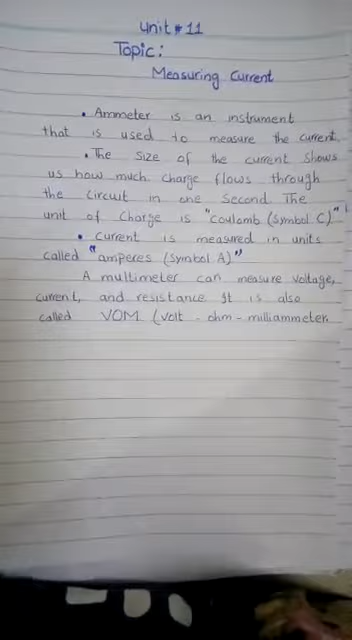 Unit # 11
Topic:
Measuring Current
• Ammeter is an instrument
that is used to measure the current.
• The size of the current shows
us how much charge flows through
the circuit in one second The
unit of charge is "coulomb (symbol C)"
• Current is measured in units
called "amperes (symbol A)"
A multimeter can measure voltage,
current, and resistance It is also
called VOM (volt - ohm - milliammeter.